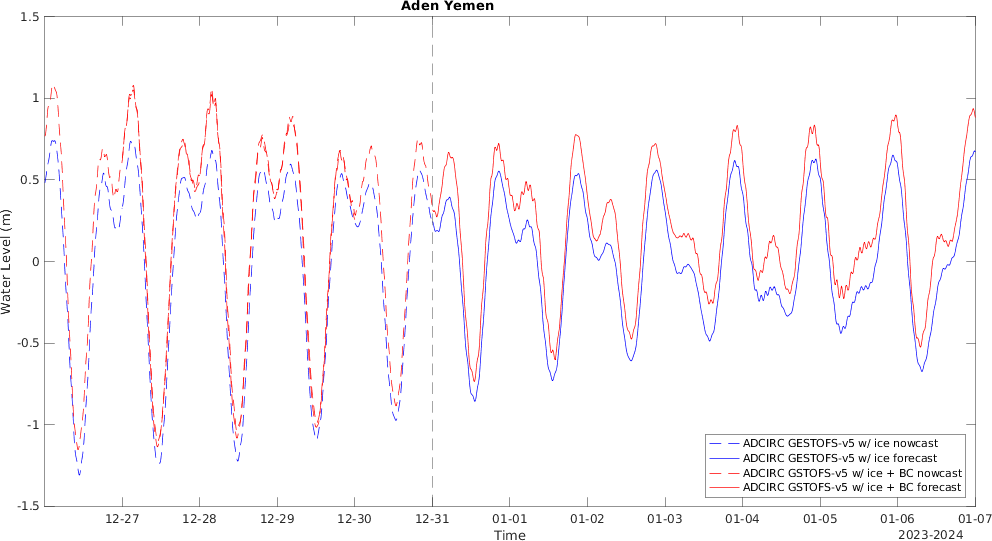 Aden Yemen
1.5
1
0.5
0
-0.5
-1
-1.5
Water Level (m)
ADCIRC GESTOFS-v5 w/ ice nowcast
ADCIRC GESTOFS-v5 w/ ice forecast
ADCIRC GSTOFS-v5 w/ ice + BC nowcast
ADCIRC GSTOFS-v5 w/ ice + BC forecast
12-27 12-28 12-29 12-30 12-31 01-01 01-02 01-03 01-04 01-05 01-06 01-07
Time
2023-2024